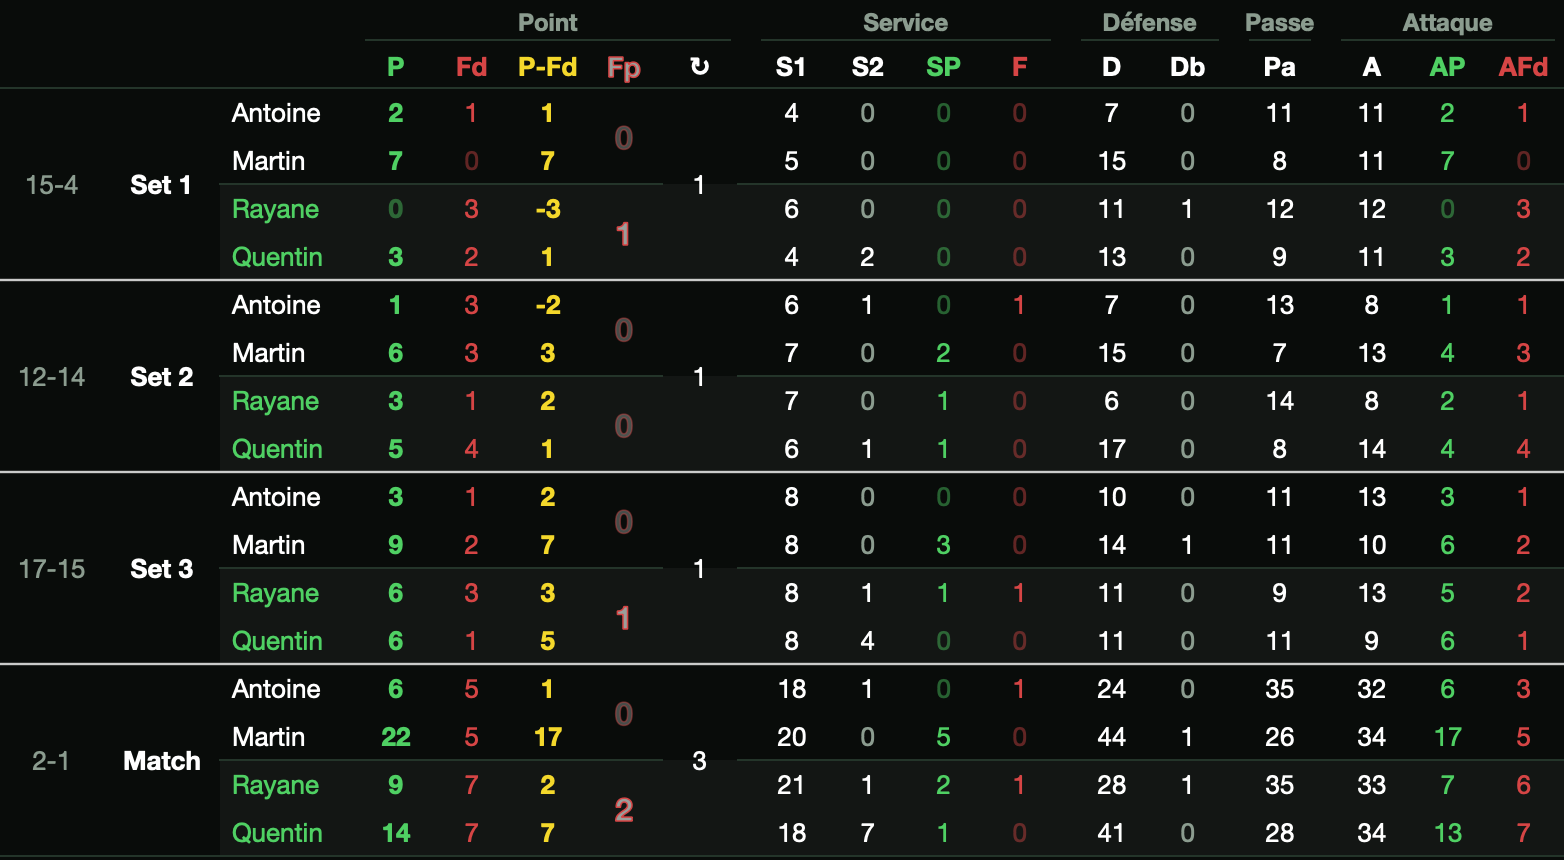 Point Service Défense Passe Attaque
P Fd P-Fd Fp ↻ S1 S2 SP F D Db Pa A AP AFd
Antoine 2 1 1 4 0 0 0 7 0 11 11 2 1
0
Martin 7 0 7 5 0 0 0 15 0 8 11 7 0
15-4 Set 1 1
Rayane 0 3 -3 6 0 0 0 11 1 12 12 0 3
1
Quentin 3 2 1 4 2 0 0 13 0 9 11 3 2
Antoine 1 3 -2 6 1 0 1 7 0 13 8 1 1
0
Martin 6 3 3 7 0 2 0 15 0 7 13 4 3
12-14 Set 2 1
Rayane 3 1 2 7 0 1 0 6 0 14 8 2 1
0
Quentin 5 4 1 6 1 1 0 17 0 8 14 4 4
Antoine 3 1 2 8 0 0 0 10 0 11 13 3 1
0
Martin 9 2 7 8 0 3 0 14 1 11 10 6 2
17-15 Set 3 1
Rayane 6 3 3 8 1 1 1 11 0 9 13 5 2
1
Quentin 6 1 5 8 4 0 0 11 0 11 9 6 1
Antoine 6 5 1 18 1 0 1 24 0 35 32 6 3
0
Martin 22 5 17 20 0 5 0 44 1 26 34 17 5
2-1 Match 3
Rayane 9 7 2 21 1 2 1 28 1 35 33 7 6
2
Quentin 14 7 7 18 7 1 0 41 0 28 34 13 7